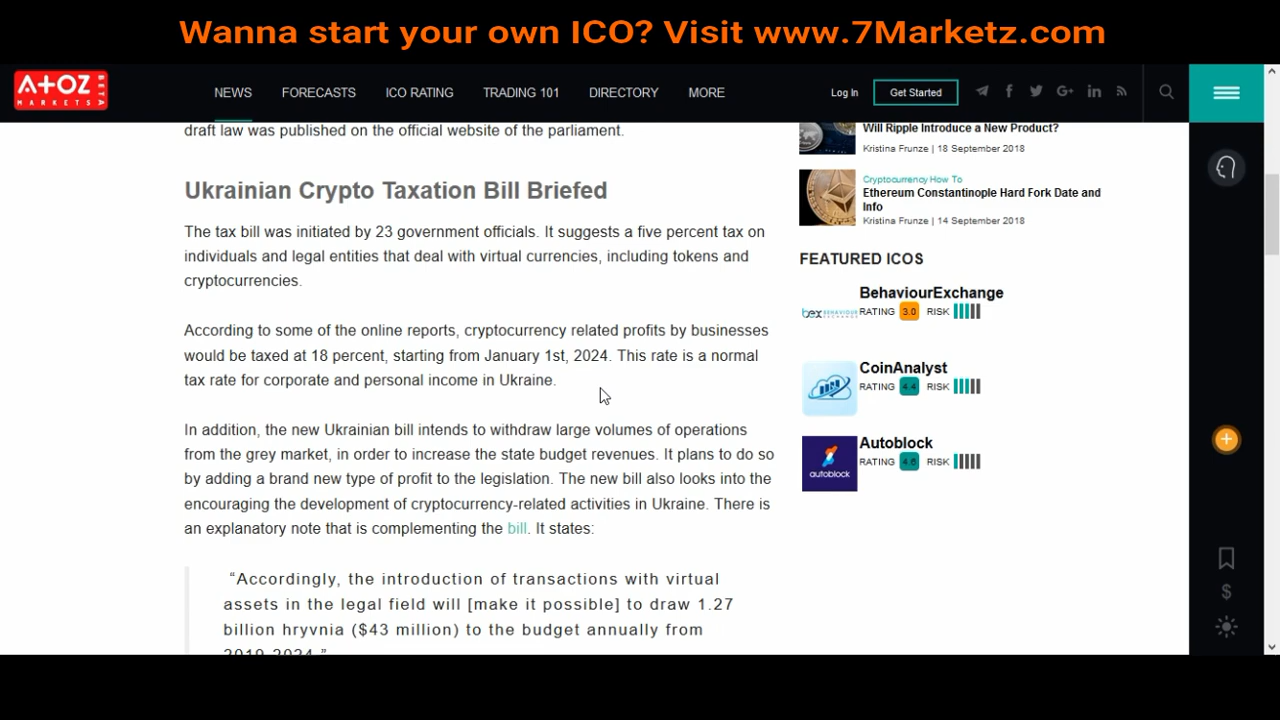 Wanna start your own ICO? Visit www.7Marketz.com
A+OZ
MARKETS
BETA
NEWS
FORECASTS
ICO RATING
TRADING 101
DIRECTORY
MORE
Log In
Get Started
draft law was published on the official website of the parliament.
Ukrainian Crypto Taxation Bill Briefed
The tax bill was initiated by 23 government officials. It suggests a five percent tax on
individuals and legal entities that deal with virtual currencies, including tokens and
cryptocurrencies.
According to some of the online reports, cryptocurrency related profits by businesses
would be taxed at 18 percent, starting from January 1st, 2024. This rate is a normal
tax rate for corporate and personal income in Ukraine.
In addition, the new Ukrainian bill intends to withdraw large volumes of operations
from the grey market, in order to increase the state budget revenues. It plans to do so
by adding a brand new type of profit to the legislation. The new bill also looks into the
encouraging the development of cryptocurrency-related activities in Ukraine. There is
an explanatory note that is complementing the bill. It states:
“Accordingly, the introduction of transactions with virtual
assets in the legal field will [make it possible] to draw 1.27
billion hryvnia ($43 million) to the budget annually from
2019-2024.”
Will Ripple Introduce a New Product?
Kristina Frunze | 18 September 2018
Cryptocurrency How To
Ethereum Constantinople Hard Fork Date and
Info
Kristina Frunze | 14 September 2018
FEATURED ICOS
BehaviourExchange
bex BEHAVIOUR EXCHANGE
RATING 3.0 RISK
CoinAnalyst
RATING 4.4 RISK
Autoblock
autoblock
RATING 4.6 RISK